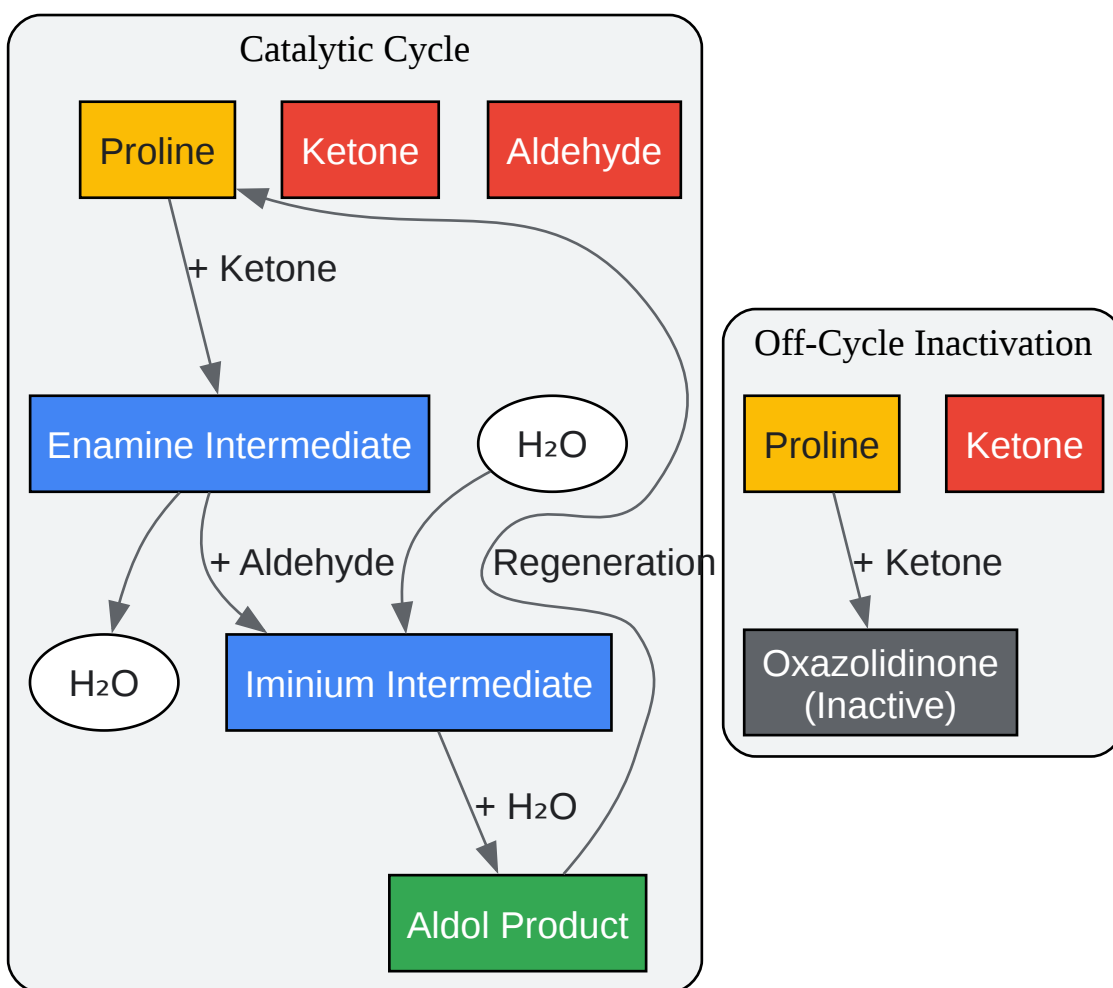 Catalytic Cycle
Proline
Ketone
Aldehyde
+ Ketone
Enamine Intermediate
H₂O
+ Aldehyde
Regeneration
H₂O
Iminium Intermediate
+ H₂O
Aldol Product
Off-Cycle Inactivation
Proline
Ketone
+ Ketone
Oxazolidinone
(Inactive)